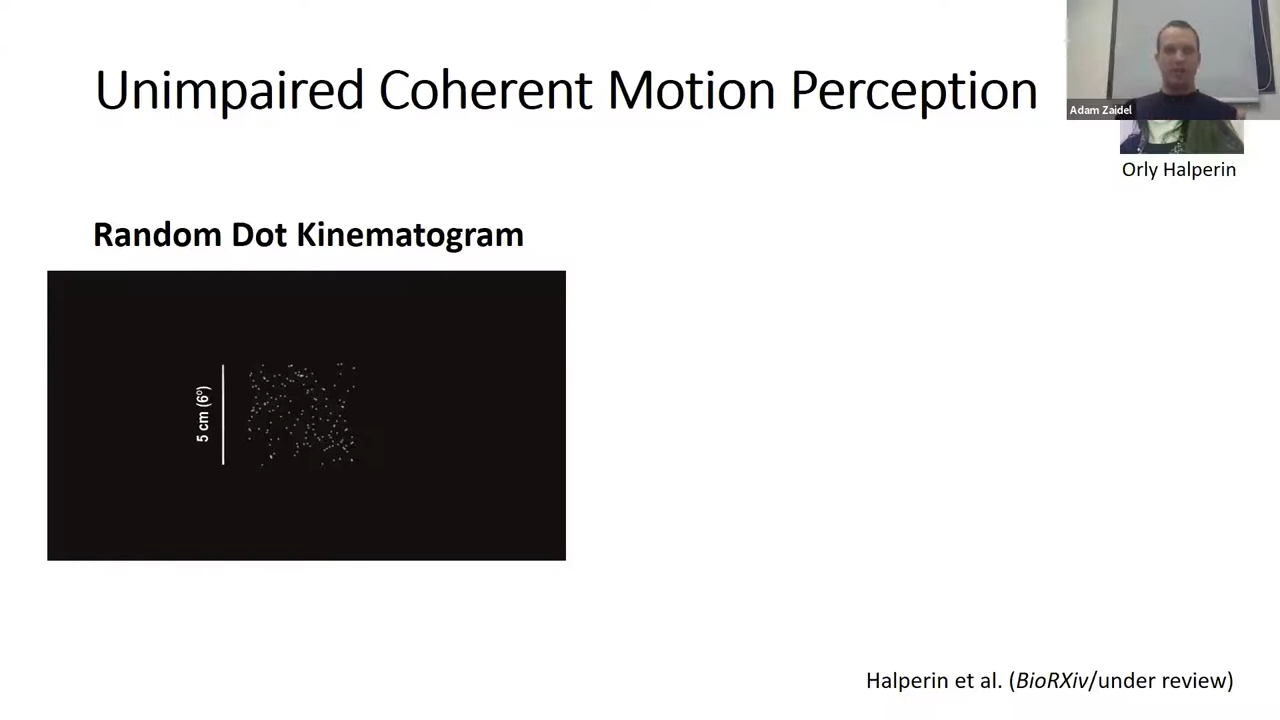 Unimpaired Coherent Motion Perception
Adam Zaidel
Orly Halperin
Random Dot Kinematogram
5 cm (6º)
Halperin et al. (BioRXiv/under review)